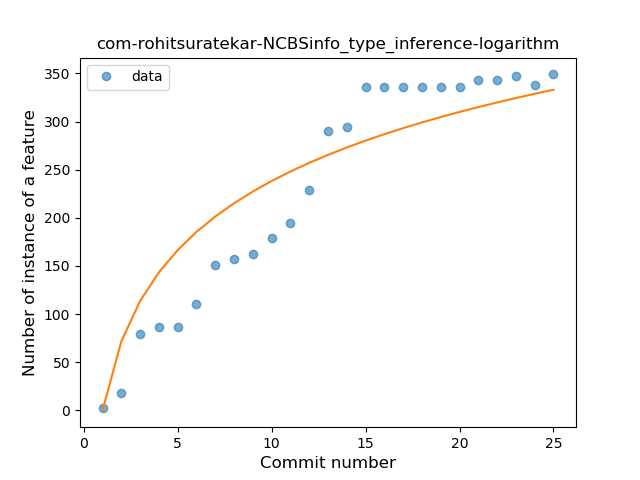 com-rohitsuratekar-NCBSinfo_type_inference-logarithm
data
Number of instance of a feature
350
300
250
200
150
100
50
0
0 5 10 15 20 25
Commit number